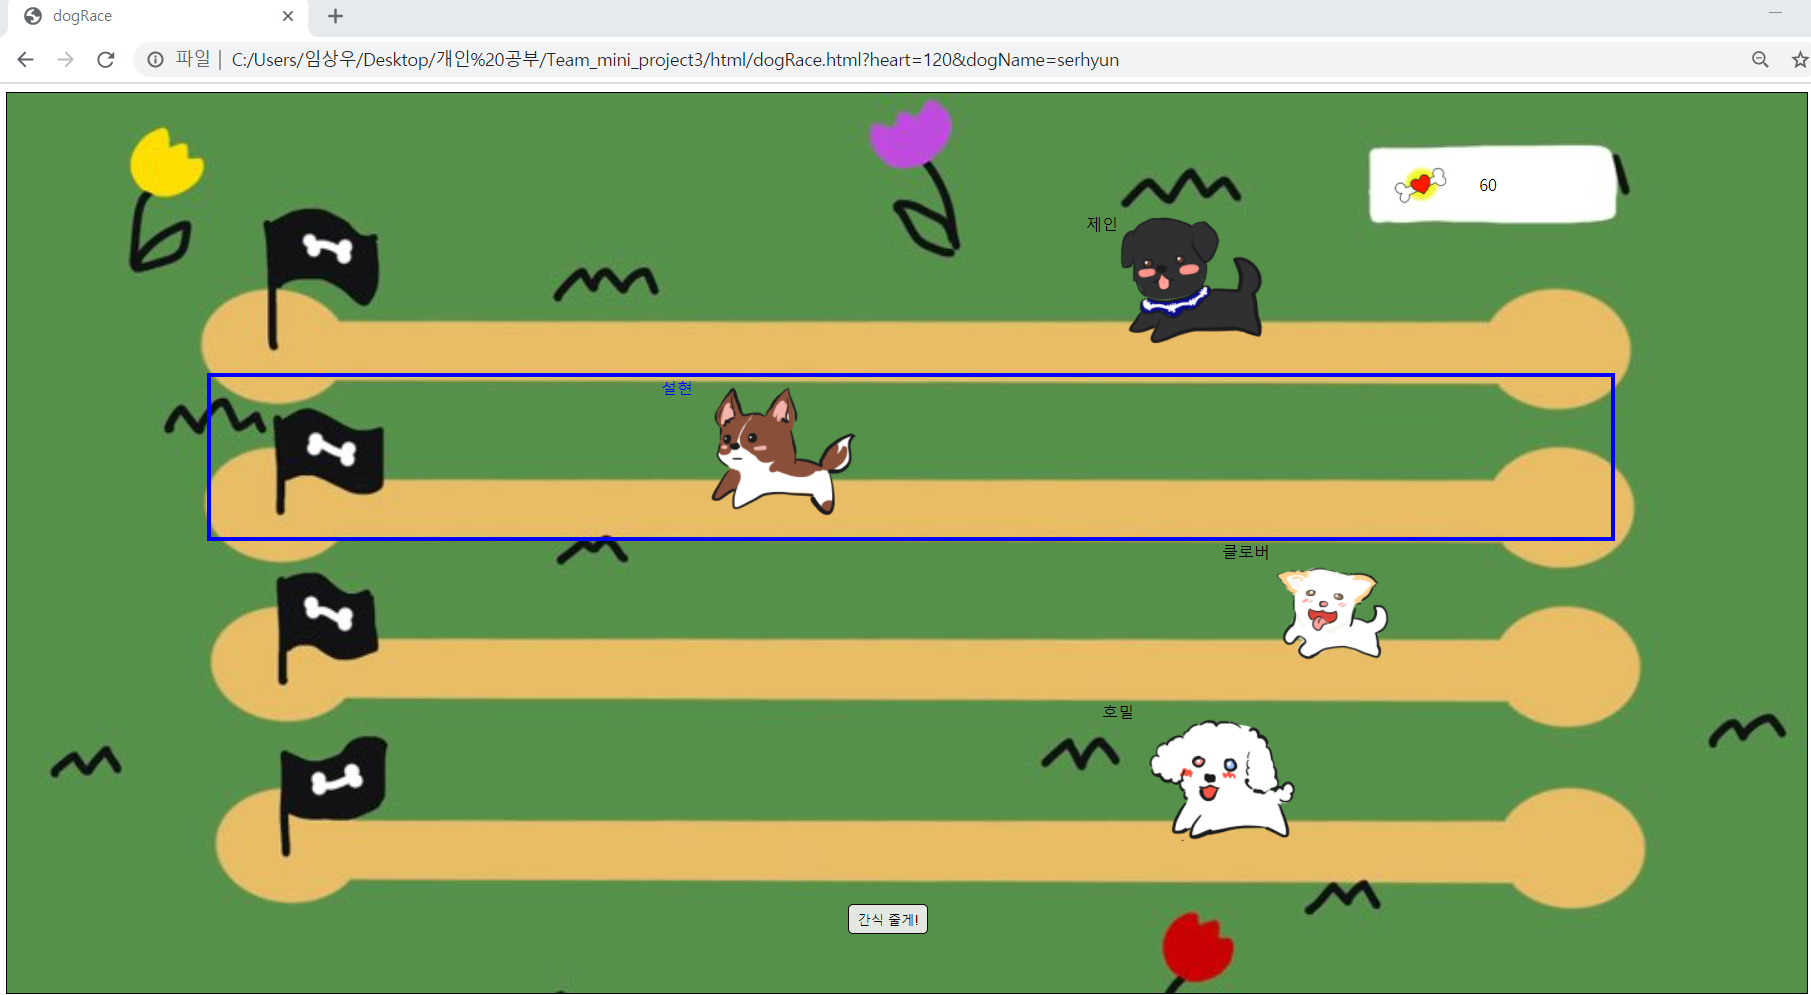 dogRace
파일 | C:/Users/임상우/Desktop/개인%20공부/Team_mini_project3/html/dogRace.html?heart=120&dogName=serhyun
60
제인
설현
클로버
호밀
간식 줄게!